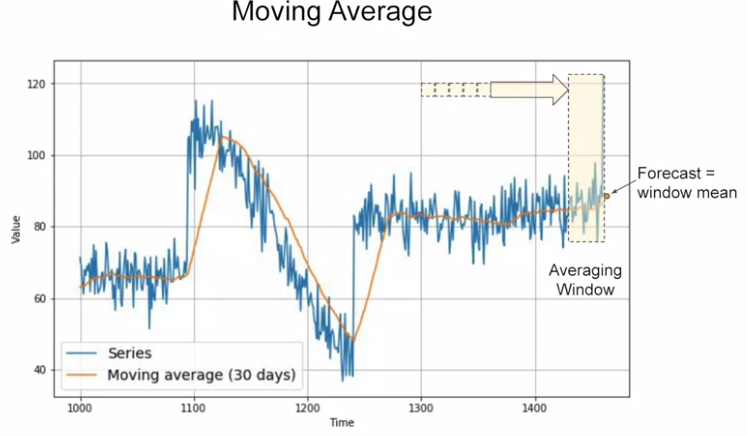 Moving Average
120
100
80
60
40
Value
Forecast =
window mean
Averaging
Window
Series
Moving average (30 days)
1000
1100
1200
1300
1400
Time